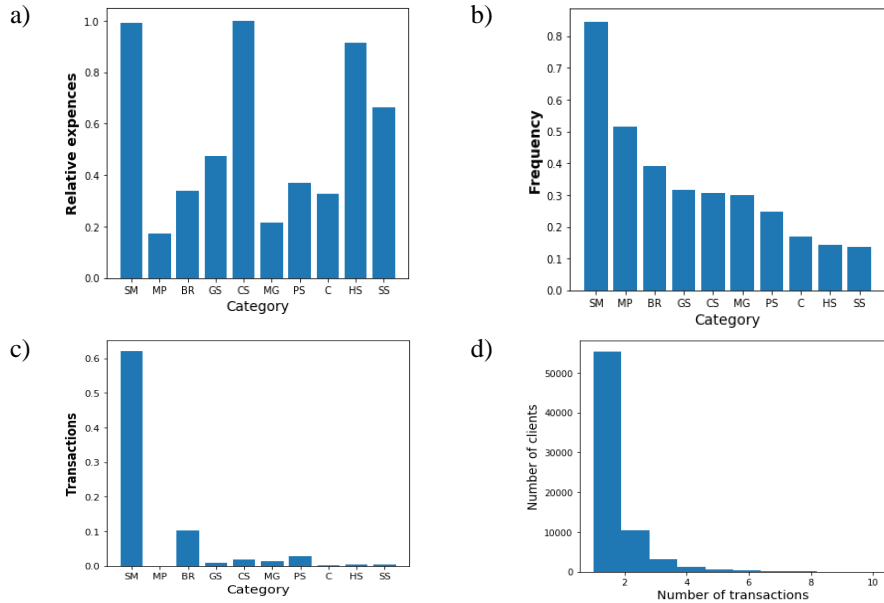 a)
1.0
0.8
0.6
0.4
0.2
0.0
Relative expences
SM MP BR GS CS MG PS C HS SS
Category
b)
0.8
0.7
0.6
0.5
0.4
0.3
0.2
0.1
0.0
Frequency
SM MP BR GS CS MG PS C HS SS
Category
c)
0.6
0.5
0.4
0.3
0.2
0.1
0.0
Transactions
SM MP BR GS CS MG PS C HS SS
Category
d)
50000
40000
30000
20000
10000
0
Number of clients
2 4 6 8 10
Number of transactions